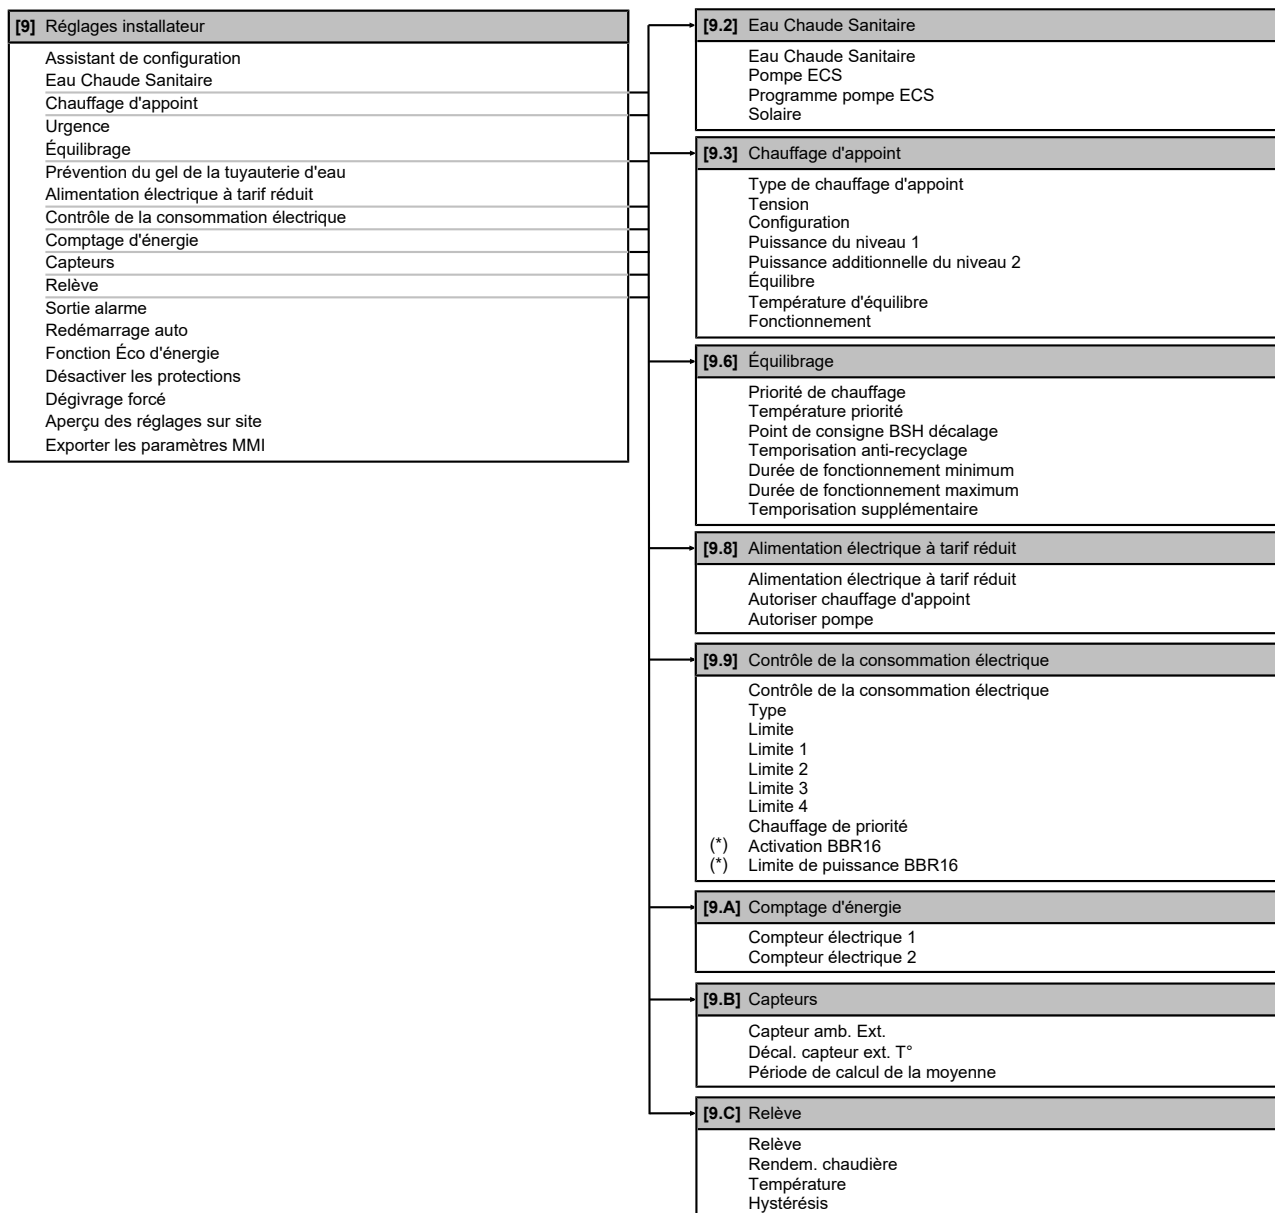 [9] Réglages installateur
Assistant de configuration
Eau Chaude Sanitaire
Chauffage d'appoint
Urgence
Équilibrage
Prévention du gel de la tuyauterie d'eau
Alimentation électrique à tarif réduit
Contrôle de la consommation électrique
Comptage d'énergie
Capteurs
Relève
Sortie alarme
Redémarrage auto
Fonction Éco d'énergie
Désactiver les protections
Dégivrage forcé
Aperçu des réglages sur site
Exporter les paramètres MMI
[9.2] Eau Chaude Sanitaire
Eau Chaude Sanitaire
Pompe ECS
Programme pompe ECS
Solaire
[9.3] Chauffage d'appoint
Type de chauffage d'appoint
Tension
Configuration
Puissance du niveau 1
Puissance additionnelle du niveau 2
Équilibre
Température d'équilibre
Fonctionnement
[9.6] Équilibrage
Priorité de chauffage
Température priorité
Point de consigne BSH décalage
Temporisation anti-recyclage
Durée de fonctionnement minimum
Durée de fonctionnement maximum
Temporisation supplémentaire
[9.8] Alimentation électrique à tarif réduit
Alimentation électrique à tarif réduit
Autoriser chauffage d'appoint
Autoriser pompe
[9.9] Contrôle de la consommation électrique
Contrôle de la consommation électrique
Type
Limite
Limite 1
Limite 2
Limite 3
Limite 4
Chauffage de priorité
(*) Activation BBR16
(*) Limite de puissance BBR16
[9.A] Comptage d'énergie
Compteur électrique 1
Compteur électrique 2
[9.B] Capteurs
Capteur amb. Ext.
Décal. capteur ext. T°
Période de calcul de la moyenne
[9.C] Relève
Relève
Rendem. chaudière
Température
Hystérésis